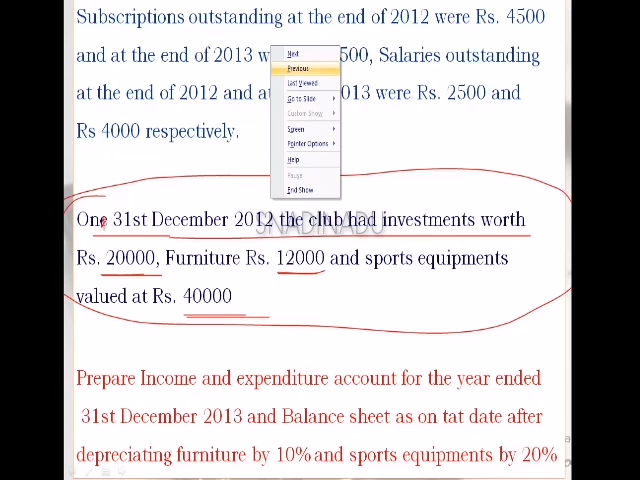 Subscriptions outstanding at the end of 2012 were Rs. 4500
and at the end of 2013 w 500, Salaries outstanding
at the end of 2012 and at 013 were Rs. 2500 and
Rs 4000 respectively.
Next
Previous
Last Viewed
Go to Slide
Custom Show
Screen
Pointer Options
Help
Pause
End Show
One 31st December 2012 the club had investments worth
SNADINADU
Rs. 20000, Furniture Rs. 12000 and sports equipments
valued at Rs. 40000
Prepare Income and expenditure account for the year ended
31st December 2013 and Balance sheet as on tat date after
depreciating furniture by 10% and sports equipments by 20%